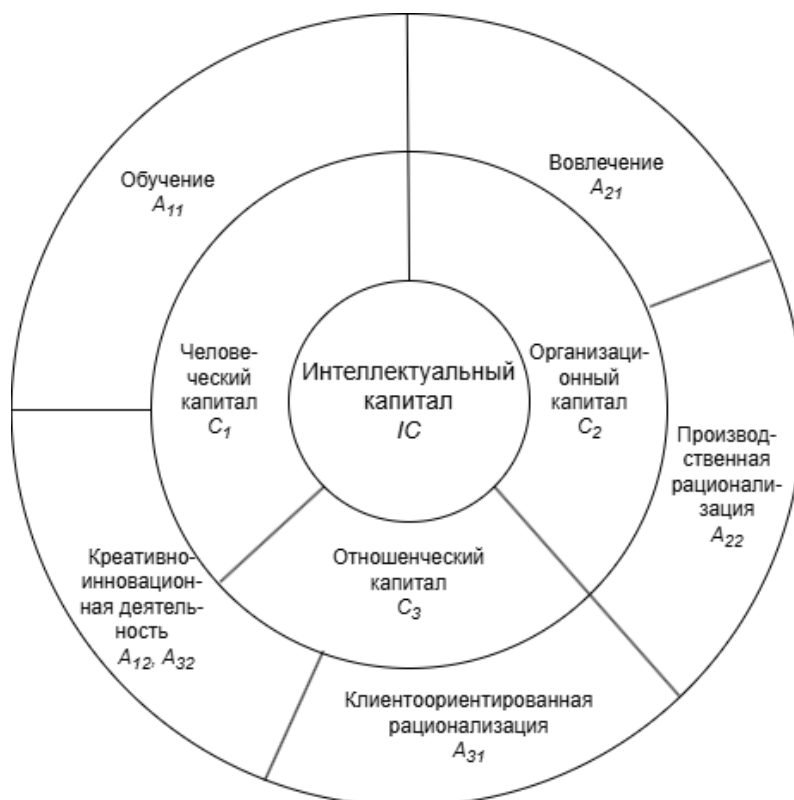 Обучение
A11
Вовлечение
A21
Челове-
ческий
капитал
C1
Интеллектуальный
капитал
IC
Организаци-
онный
капитал
C2
Производ-
ственная
рационали-
зация
A22
Креативно-
инновацион-
ная деятель-
ность
A12, A32
Отношенческий
капитал
C3
Клиентоориентированная
рационализация
A31